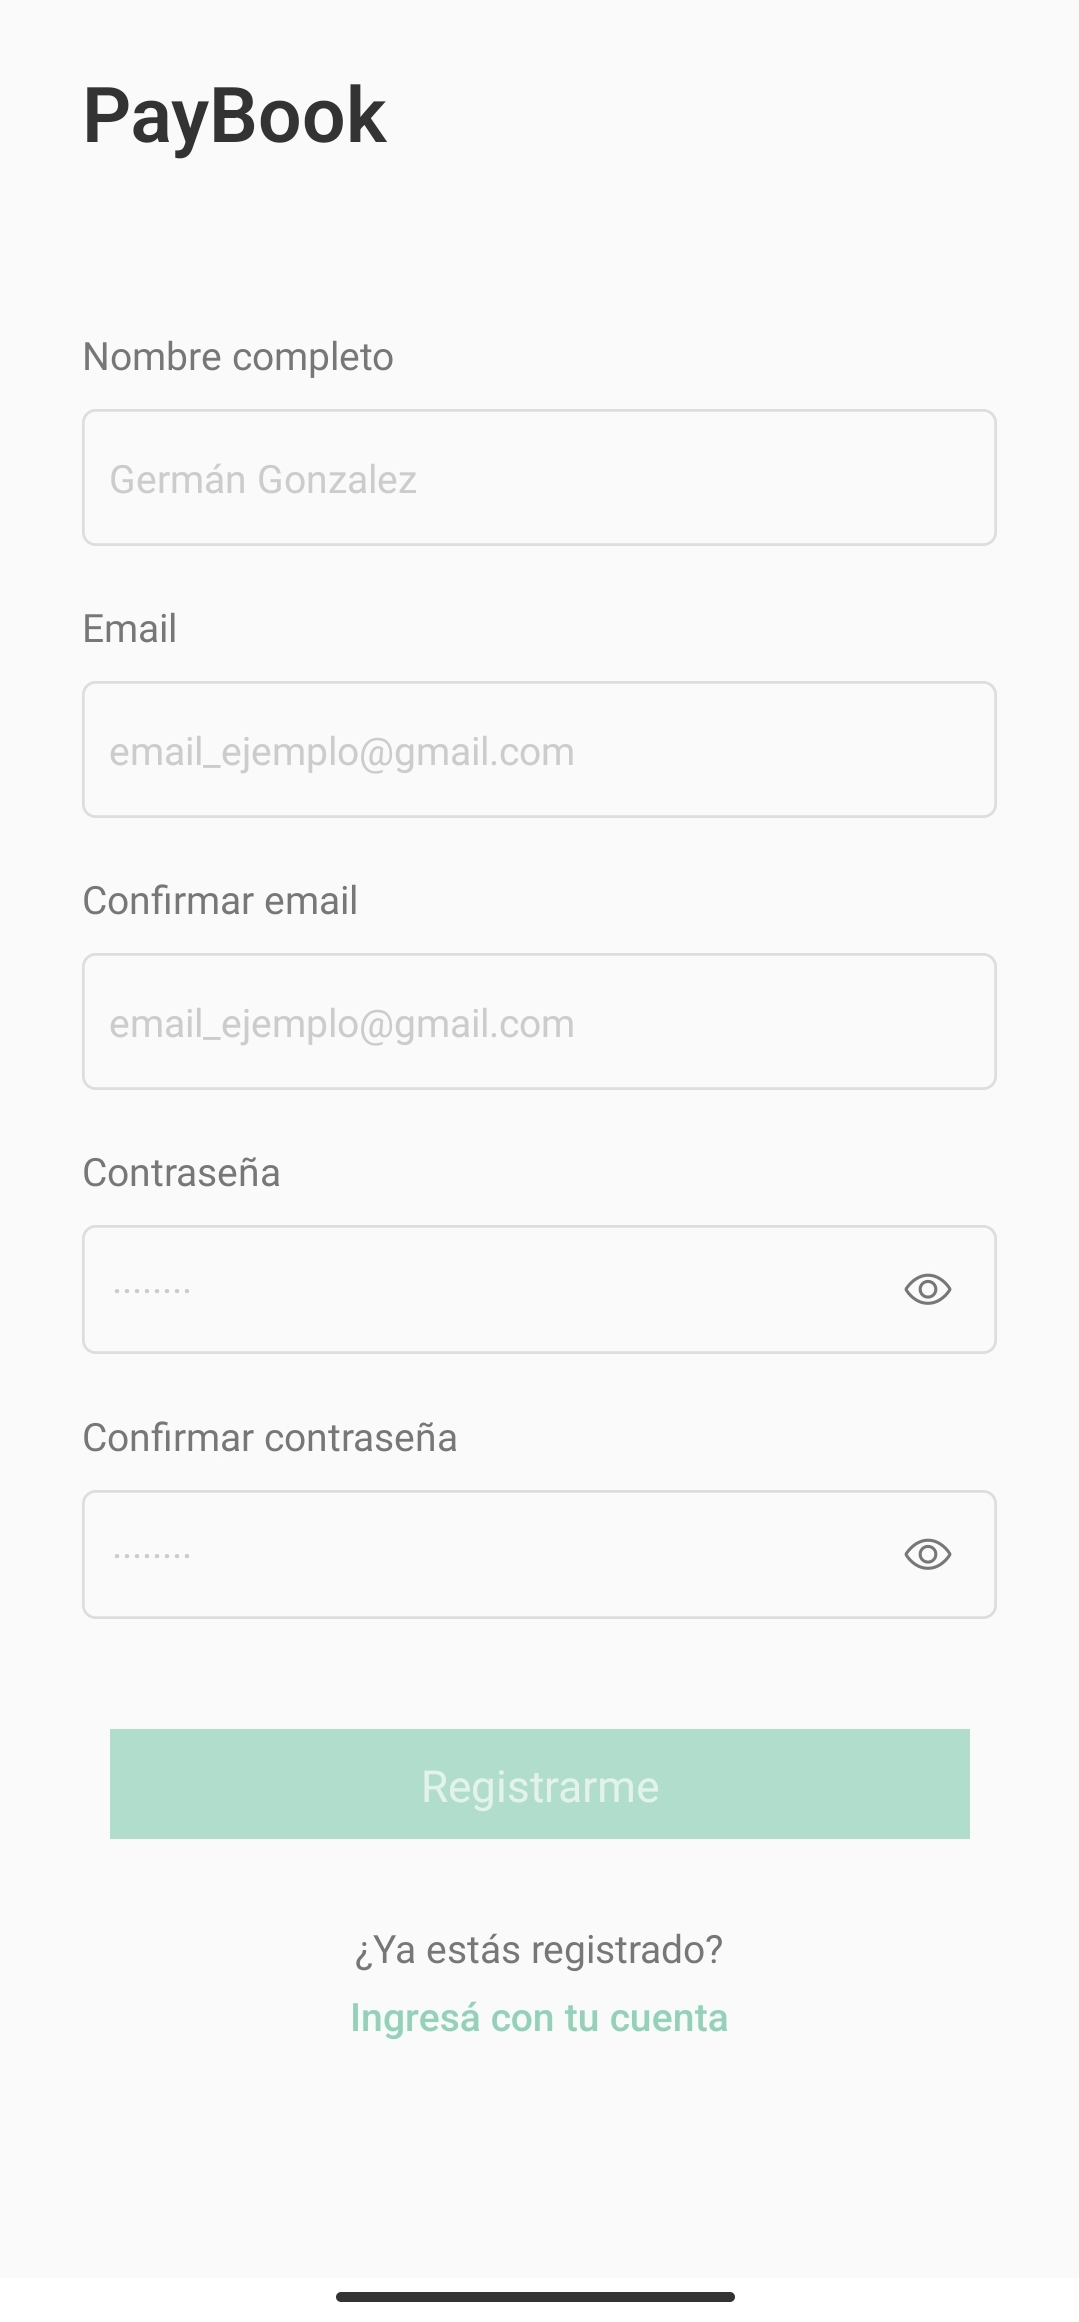 PayBook
Nombre completo
Germán Gonzalez
Email
email_ejemplo@gmail.com
Confirmar email
email_ejemplo@gmail.com
Contraseña
........
Confirmar contraseña
........
Registrarme
¿Ya estás registrado?
Ingresá con tu cuenta